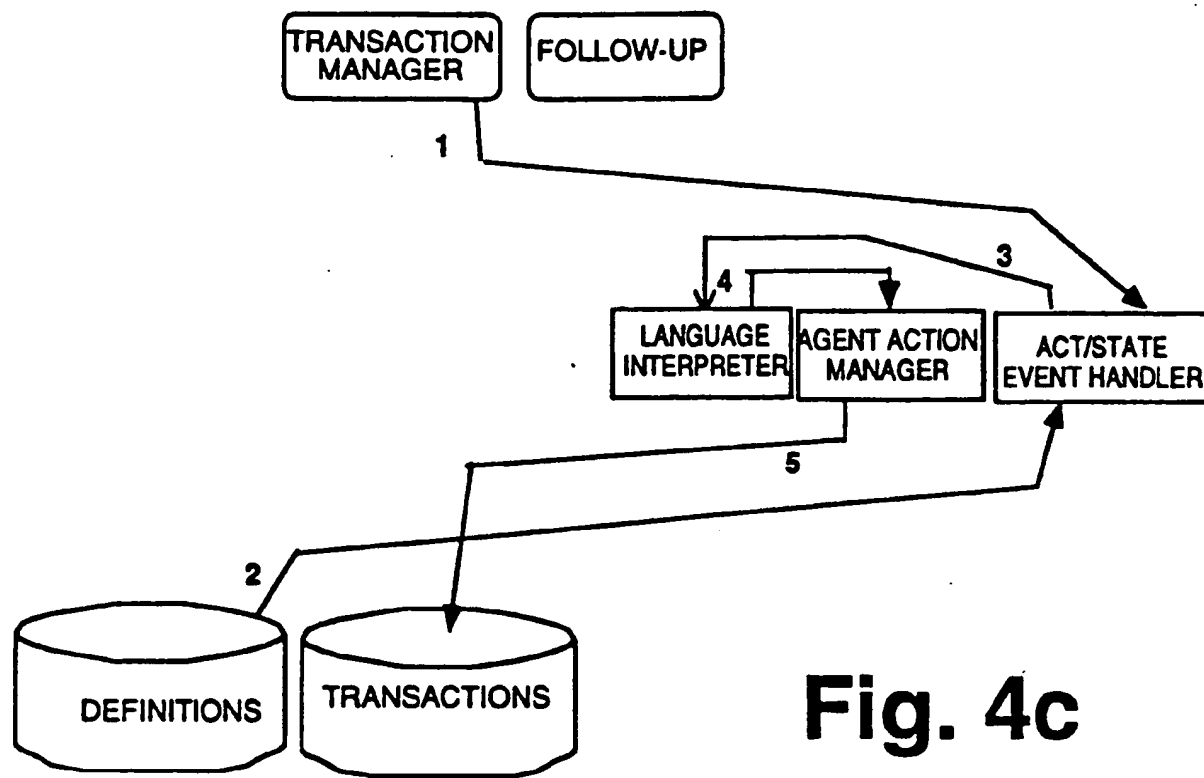 TRANSACTION
MANAGER
FOLLOW-UP
1
3
4
LANGUAGE
INTERPRETER
AGENT ACTION
MANAGER
ACT/STATE
EVENT HANDLER
5
2
DEFINITIONS
TRANSACTIONS
Fig. 4c